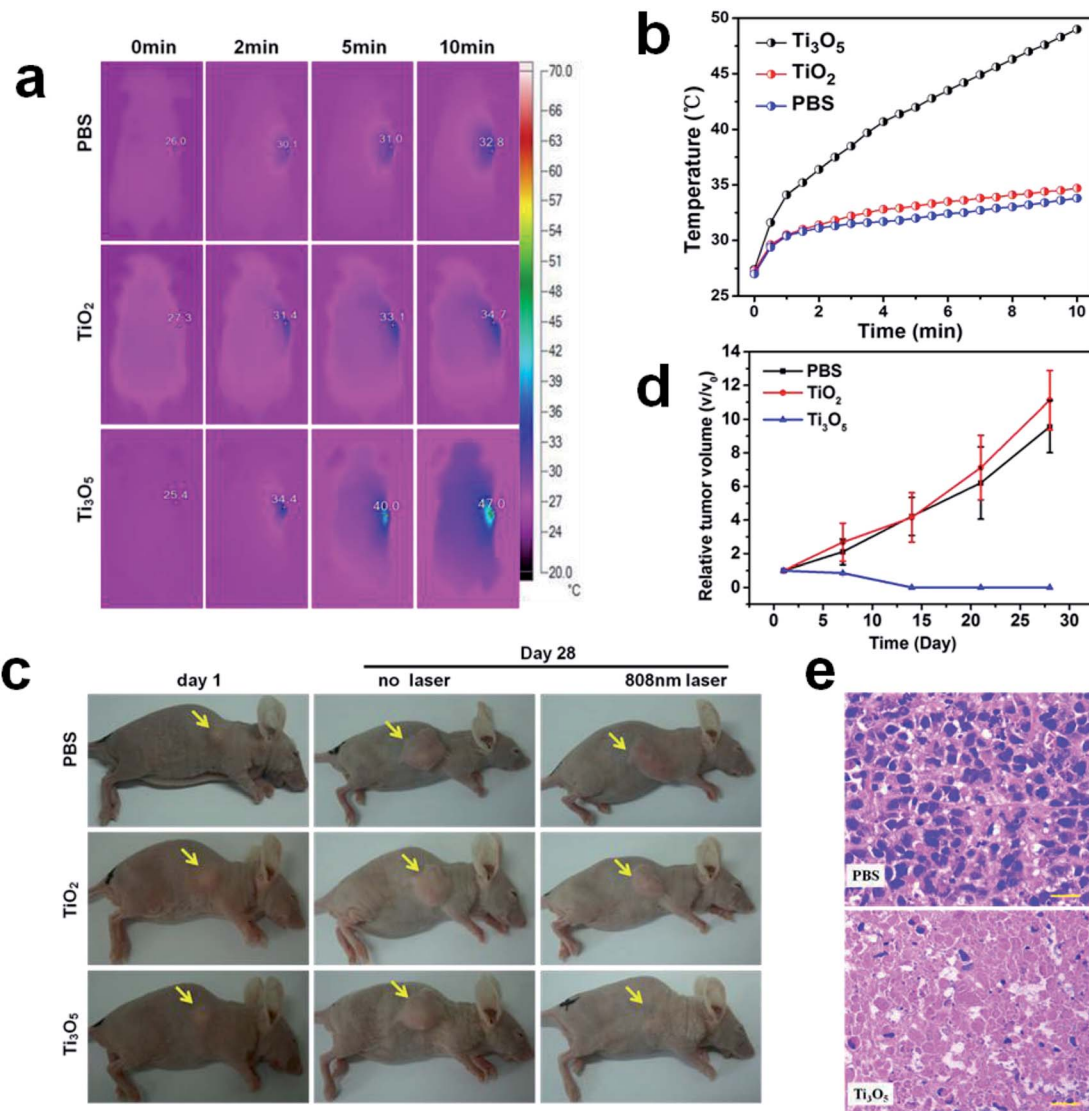 a
0min 2min 5min 10min
PBS
26.0 30.1 31.0 32.8
TiO2
27.3 31.4 33.1 34.7
Ti3O5
25.4 34.4 40.0 47.0
70.0
66
63
60
57
54
51
48
45
42
39
36
33
30
27
24
20.0
°C
b
Ti3O5
TiO2
PBS
Temperature (℃)
50
45
40
35
30
25
0 2 4 6 8 10
Time (min)
d
PBS
TiO2
Ti3O5
Relative tumor volume (v/v0)
14
12
10
8
6
4
2
0
0 5 10 15 20 25 30
Time (Day)
c
Day 28
day 1 no laser 808nm laser
PBS
TiO2
Ti3O5
e
PBS
Ti3O5